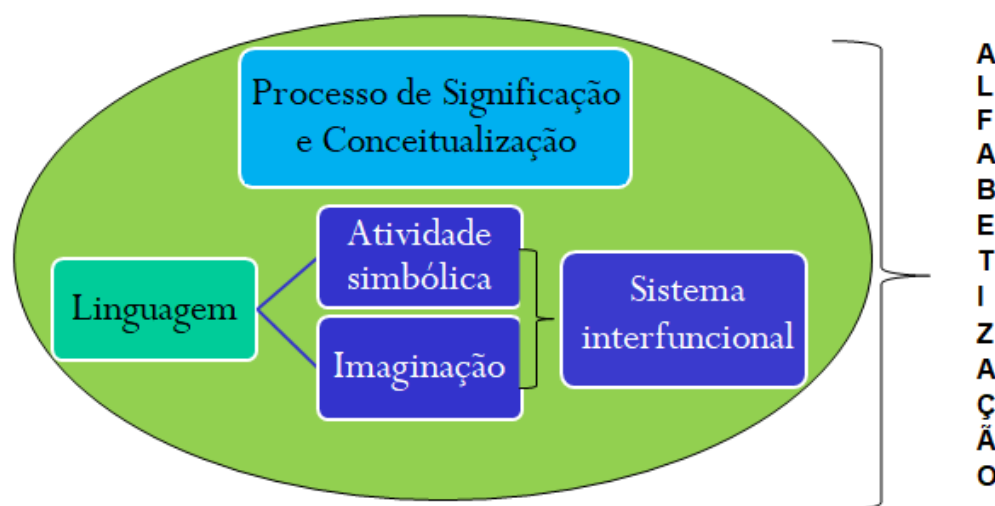 Processo de Significação
e Conceitualização
Linguagem
Atividade
simbólica
Imaginação
Sistema
interfuncional
A
L
F
A
B
E
T
I
Z
A
Ç
Ã
O